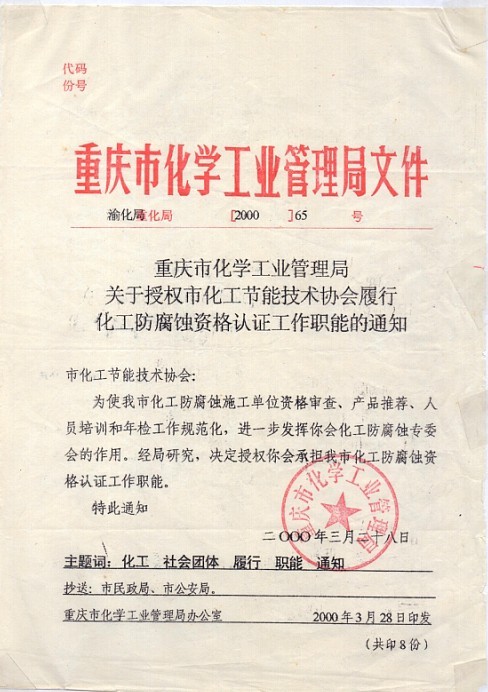 代码
份号
重庆市化学工业管理局文件
渝化局 [2000 ]65 号
重庆市化学工业管理局
关于授权市化工节能技术协会履行
化工防腐蚀资格认证工作职能的通知
市化工节能技术协会:
为使我市化工防腐蚀施工单位资格审查、产品推荐、人
员培训和年检工作规范化，进一步发挥你会化工防腐蚀专委
会的作用。经局研究，决定授权你会承担我市化工防腐蚀资
格认证工作职能。
特此通知
重庆市化学工业管理局
二〇〇〇年三月二十八日
主题词: 化工 社会团体 履行 职能 通知
抄送: 市民政局、市公安局。
重庆市化学工业管理局办公室 2000年3月28日印发
(共印8份)